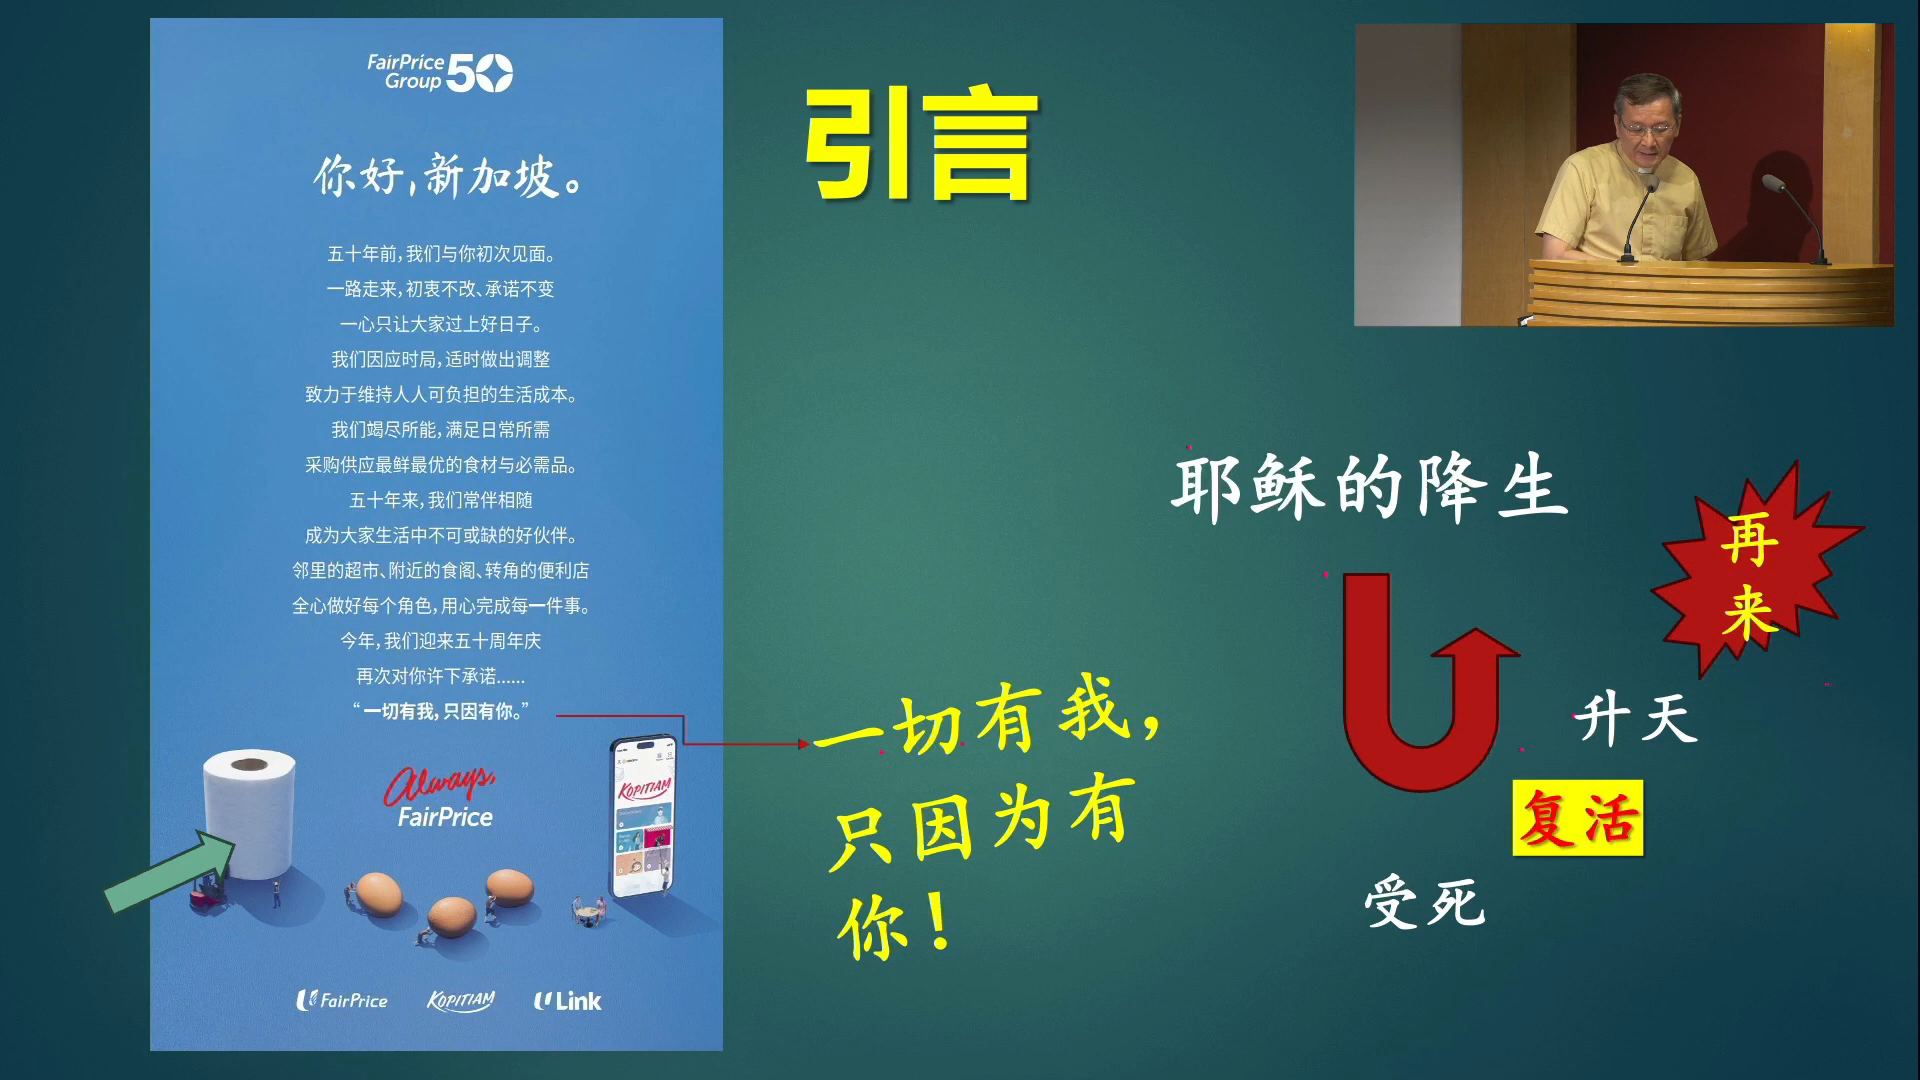 FairPrice
Group 50
你好,新加坡。
五十年前,我们与你初次见面。
一路走来,初衷不改、承诺不变
一心只让大家过上好日子。
我们因应时局,适时做出调整
致力于维持人人可负担的生活成本。
我们竭尽所能,满足日常所需
采购供应最鲜最优的食材与必需品。
五十年来,我们常伴相随
成为大家生活中不可或缺的好伙伴。
邻里的超市、附近的食阁、转角的便利店
全心做好每个角色,用心完成每一件事。
今年,我们迎来五十周年庆
再次对你许下承诺......
“一切有我,只因有你。”
Always,
FairPrice
KOPITIAM
FairPrice
KOPITIAM
Link
引言
一切有我，
只因为有
你！
耶稣的降生
再
来
升天
复活
受死